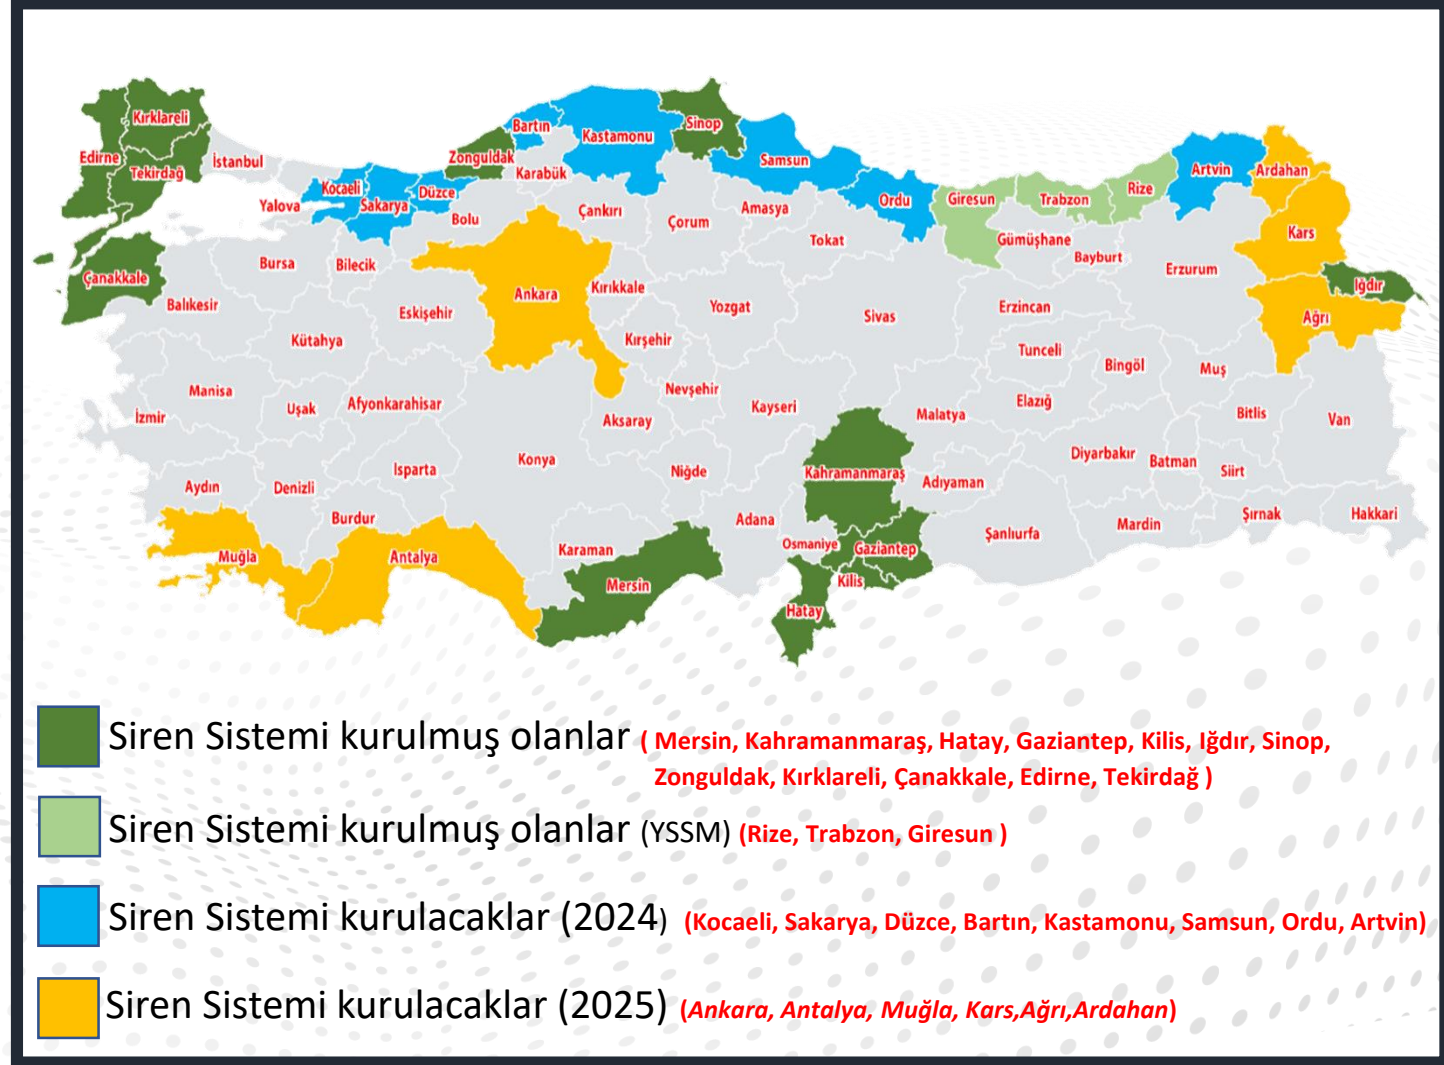 Kırklareli
Edirne
Tekirdağ
İstanbul
Yalova
Kocaeli
Sakarya
Düzce
Zonguldak
Bartın
Karabük
Kastamonu
Sinop
Samsun
Ordu
Giresun
Trabzon
Rize
Artvin
Ardahan
Kars
Iğdır
Ağrı
Çanakkale
Balıkesir
Bursa
Bilecik
Bolu
Çankırı
Çorum
Amasya
Tokat
Gümüşhane
Bayburt
Erzurum
Erzincan
Sivas
Yozgat
Kırıkkale
Ankara
Eskişehir
Kütahya
Kırşehir
Nevşehir
Kayseri
Tunceli
Bingöl
Muş
Elazığ
Malatya
Bitlis
Van
Manisa
İzmir
Uşak
Afyonkarahisar
Aksaray
Konya
Isparta
Niğde
Kahramanmaraş
Adıyaman
Diyarbakır
Batman
Siirt
Şırnak
Hakkari
Mardin
Şanlıurfa
Aydın
Denizli
Burdur
Muğla
Antalya
Karaman
Mersin
Adana
Osmaniye
Gaziantep
Kilis
Hatay
Siren Sistemi kurulmuş olanlar ( Mersin, Kahramanmaraş, Hatay, Gaziantep, Kilis, Iğdır, Sinop,
Zonguldak, Kırklareli, Çanakkale, Edirne, Tekirdağ )
Siren Sistemi kurulmuş olanlar (YSSM) (Rize, Trabzon, Giresun )
Siren Sistemi kurulacaklar (2024) (Kocaeli, Sakarya, Düzce, Bartın, Kastamonu, Samsun, Ordu, Artvin)
Siren Sistemi kurulacaklar (2025) (Ankara, Antalya, Muğla, Kars,Ağrı,Ardahan)